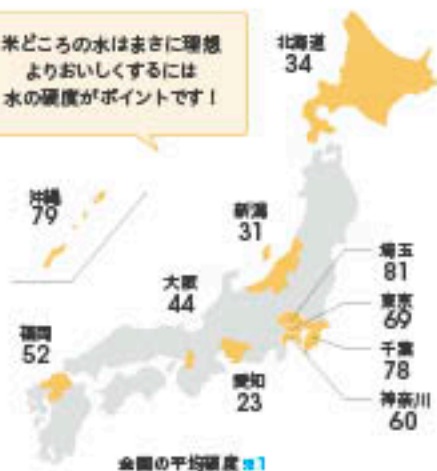 米どころの水はまさに理想
よりおいしくするには
水の硬度がポイントです！
北海道
34
沖縄
79
新潟
31
埼玉
81
大阪
44
東京
69
福岡
52
千葉
78
愛知
23
神奈川
60
全国の平均硬度 ※1